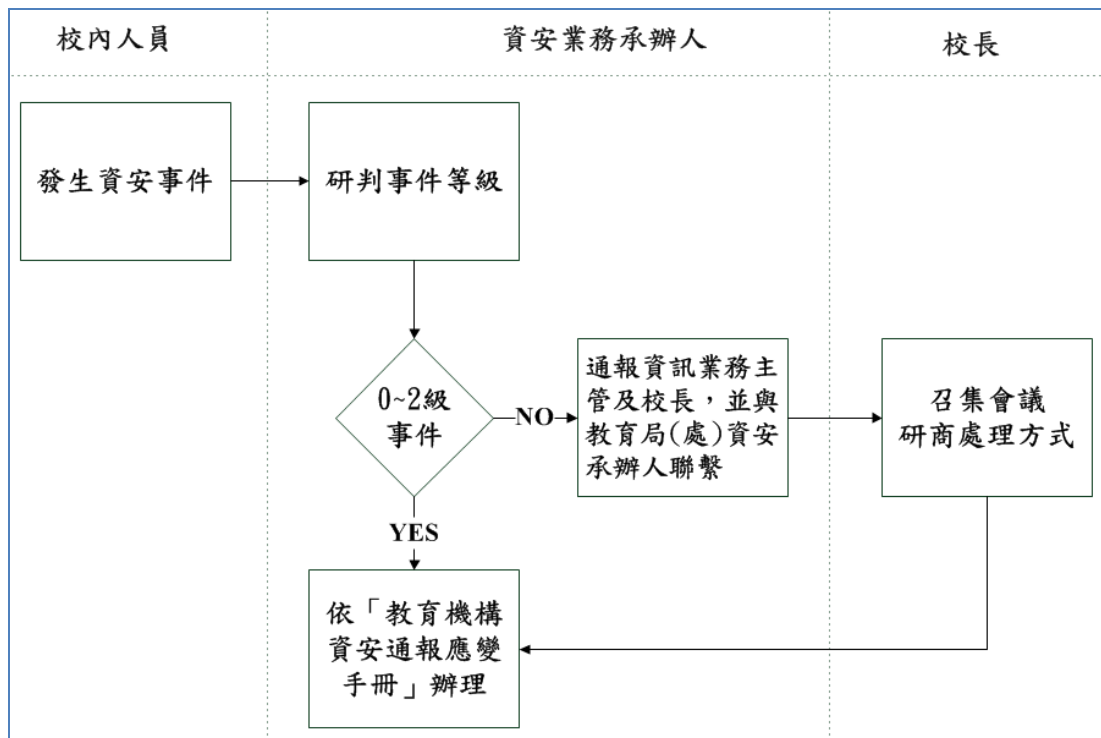 校內人員
資安業務承辦人
校長
發生資安事件
研判事件等級
0~2級
事件
NO
通報資訊業務主
管及校長，並與
教育局(處)資安
承辦人聯繫
召集會議
研商處理方式
YES
依「教育機構
資安通報應變
手冊」辦理